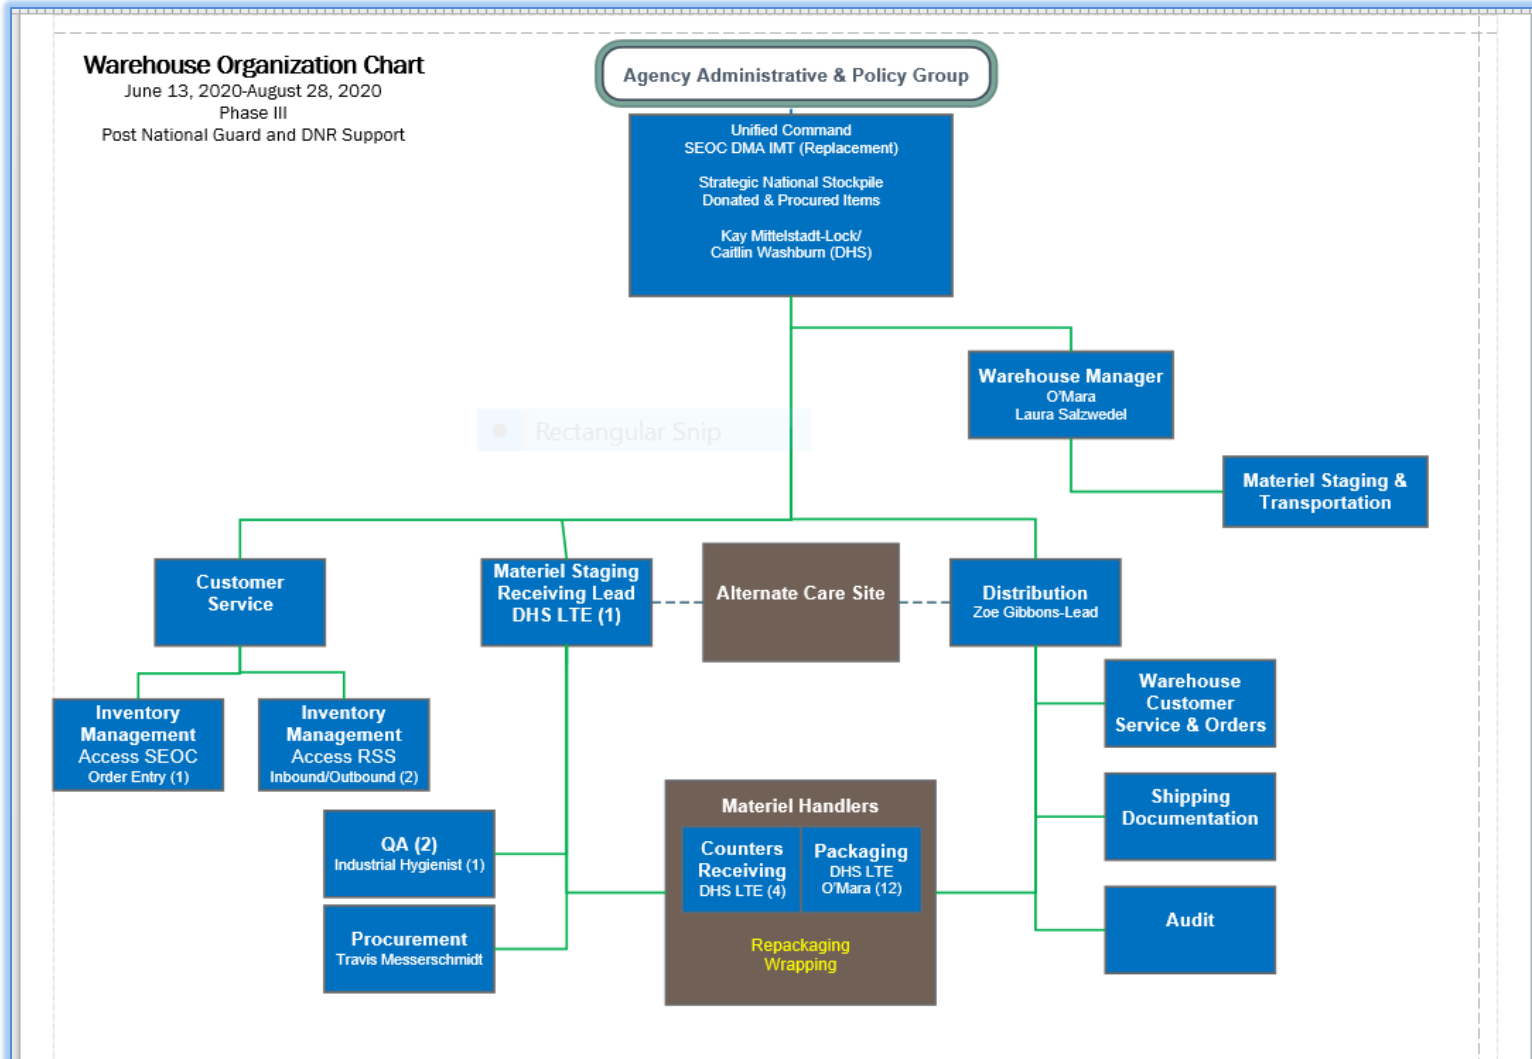 Warehouse Organization Chart
June 13, 2020-August 28, 2020
Phase III
Post National Guard and DNR Support
Agency Administrative & Policy Group
Unified Command
SEOC DMA IMT (Replacement)
Strategic National Stockpile
Donated & Procured Items
Kay Mittelstadt-Lock/
Caitlin Washburn (DHS)
Warehouse Manager
O'Mara
Laura Salzwedel
Rectangular Snip
Materiel Staging &
Transportation
Customer
Service
Materiel Staging
Receiving Lead
DHS LTE (1)
Alternate Care Site
Distribution
Zoe Gibbons-Lead
Inventory
Management
Access SEOC
Order Entry (1)
Inventory
Management
Access RSS
Inbound/Outbound (2)
Warehouse
Customer
Service & Orders
QA (2)
Industrial Hygienist (1)
Materiel Handlers
Counters
Receiving
DHS LTE (4)
Packaging
DHS LTE
O'Mara (12)
Repackaging
Wrapping
Shipping
Documentation
Procurement
Travis Messerschmidt
Audit